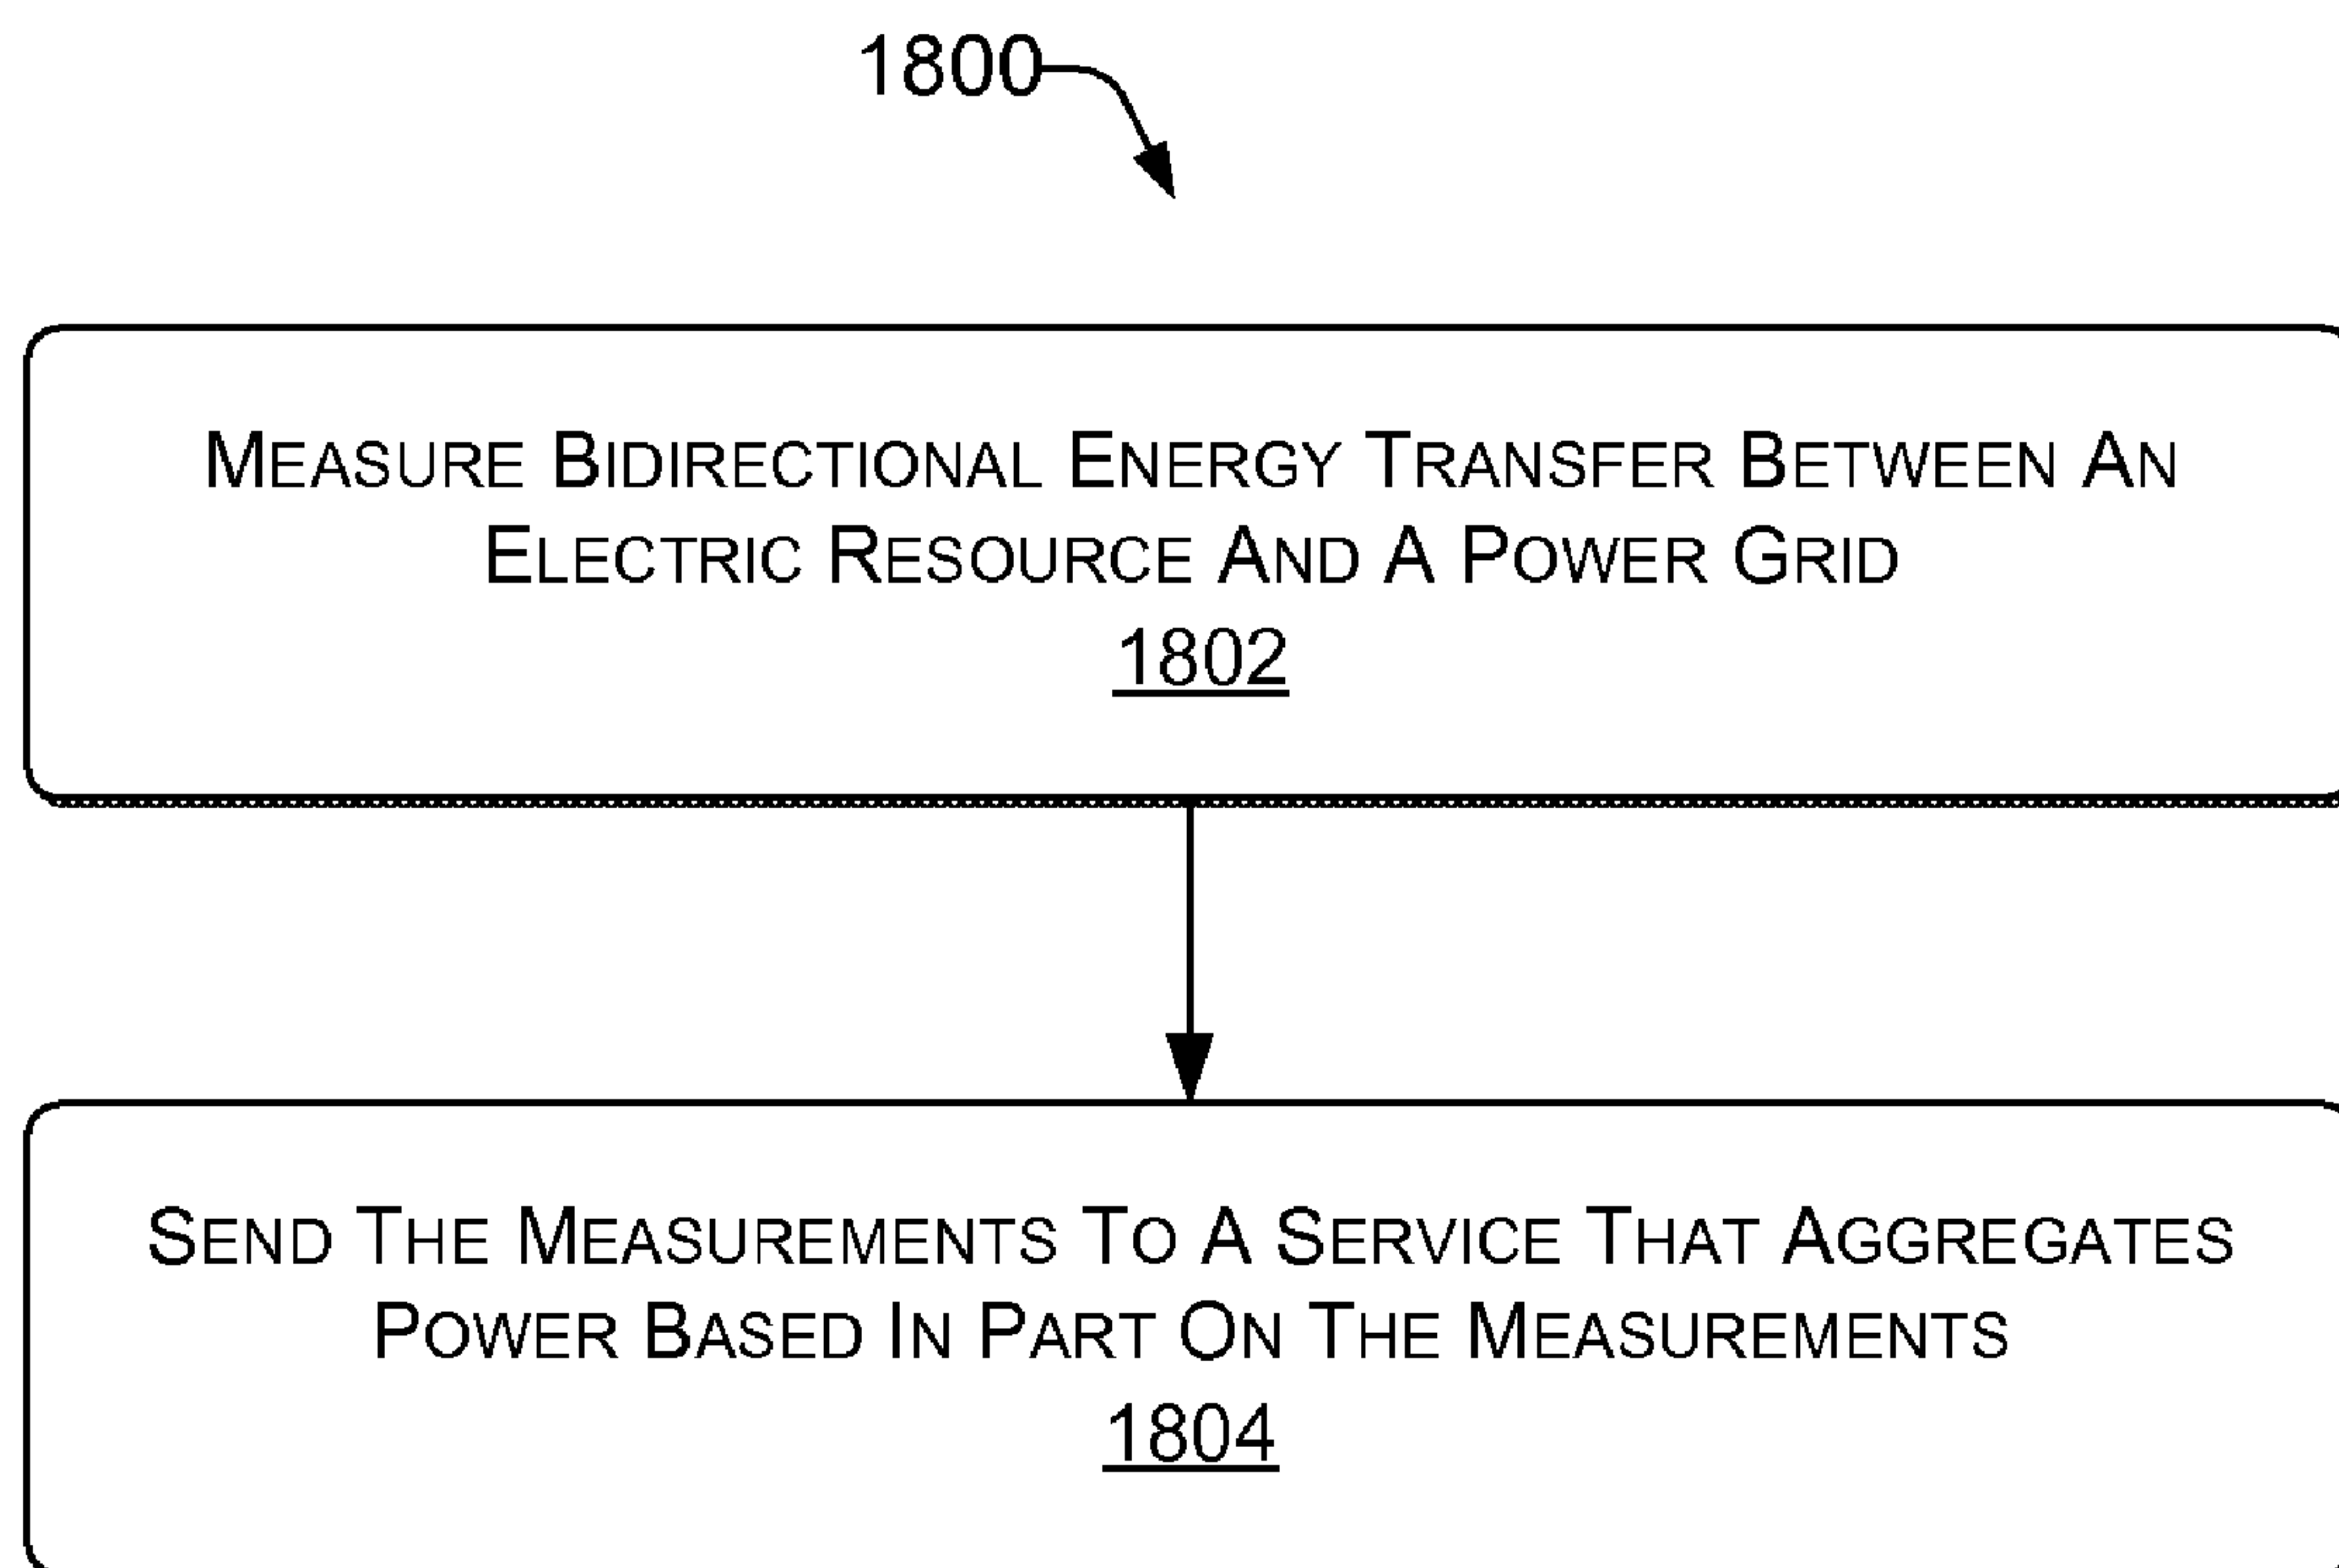 1800
Measure Bidirectional Energy Transfer Between An
Electric Resource And A Power Grid
1802
Send The Measurements To A Service That Aggregates
Power Based In Part On The Measurements
1804